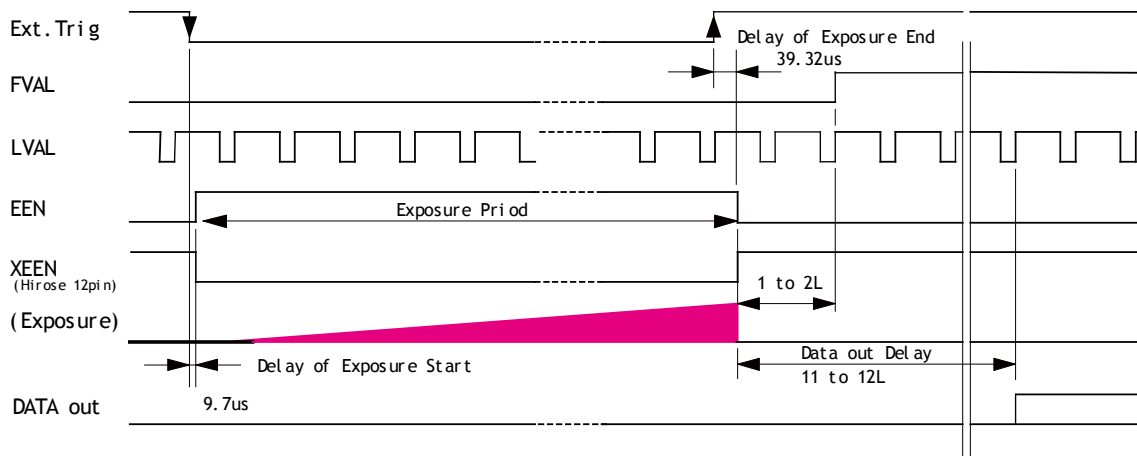 Ext.Trig
Delay of Exposure End
39.32us
FVAL
LVAL
EEN
Exposure Priod
XEEN
(Hirose 12pin)
1 to 2L
(Exposure)
Delay of Exposure Start
Data out Delay
11 to 12L
9.7us
DATA out